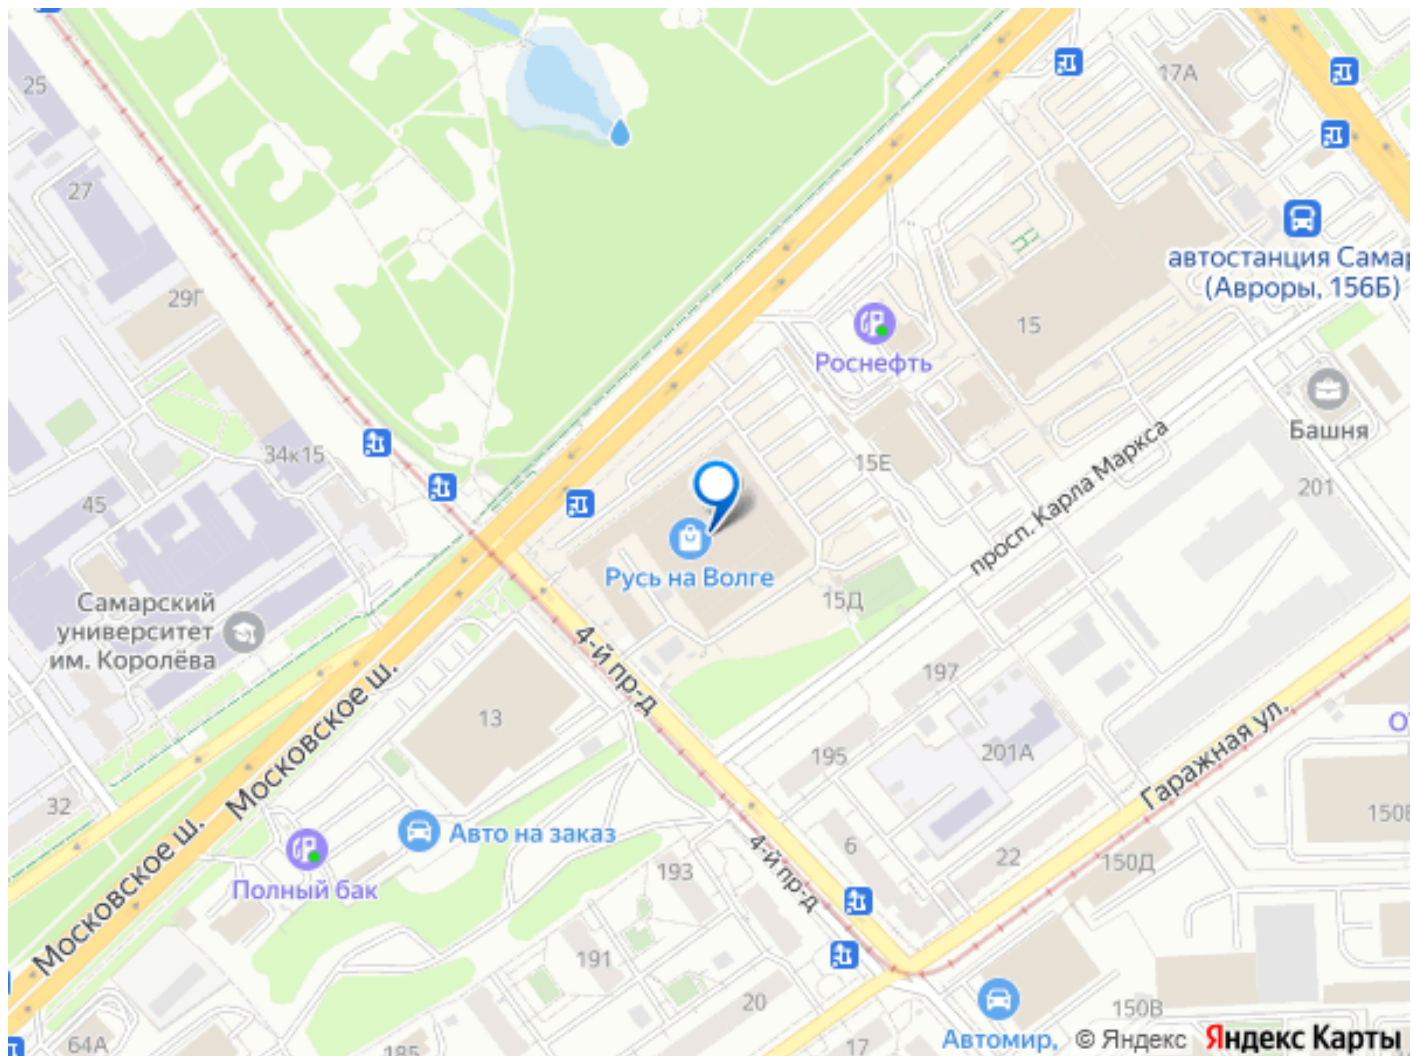 25
17А
27
автостанция Самар
(Авроры, 156Б)
29Г
15
Роснефть
Башня
34к15
15Е
просп. Карла Маркса
201
45
Русь на Волге
15Д
Самарский
университет
им. Королёва
4-й пр-д
197
13
Московское ш.
195
201А
Гаражная ул.
32
Авто на заказ
150В
Московское ш.
Полный бак
193
4-й пр-д
6
22
150Д
191
20
150В
64А
185
17
Автомир,
© Яндекс
Яндекс Карты